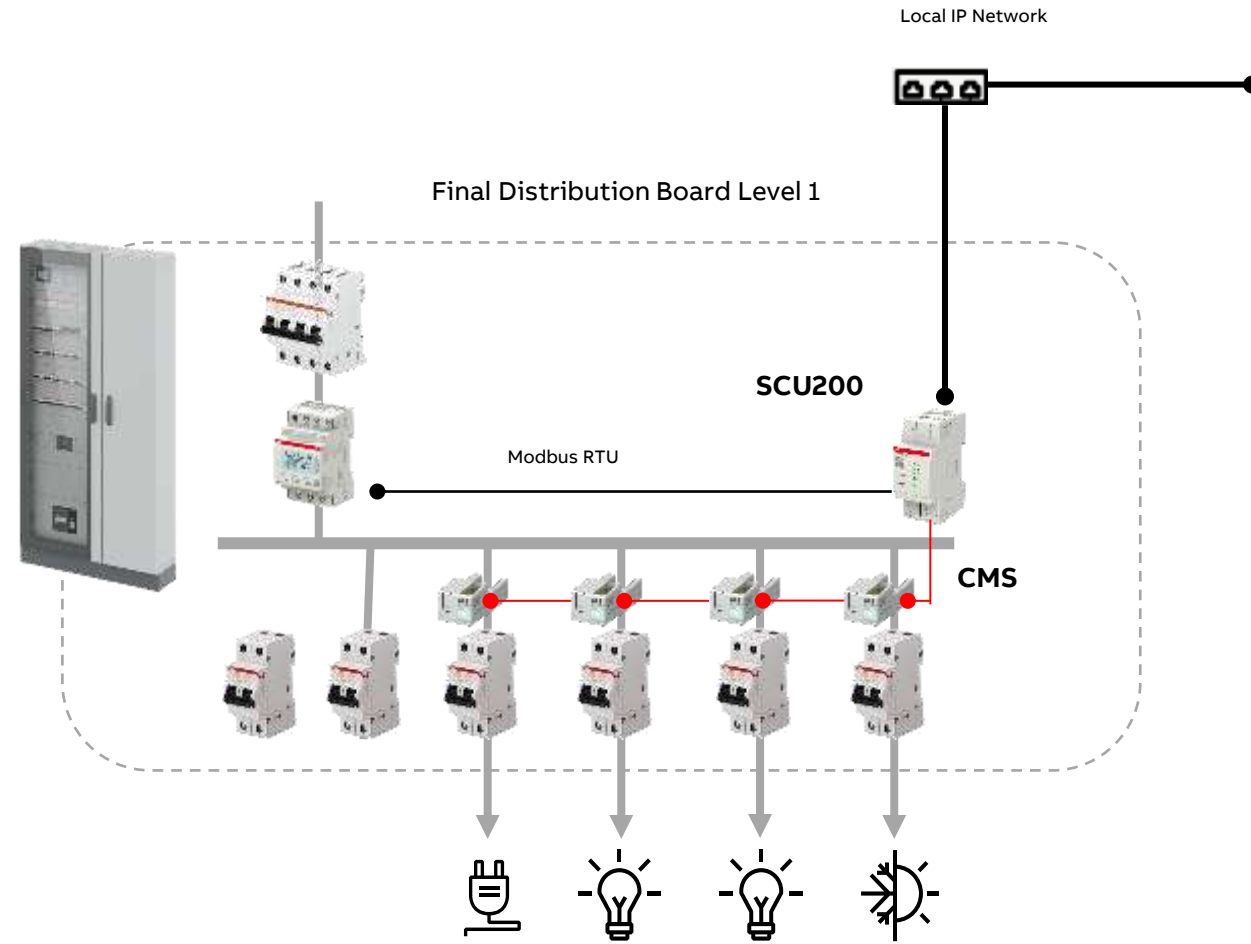 Local IP Network
Final Distribution Board Level 1
SCU200
Modbus RTU
CMS